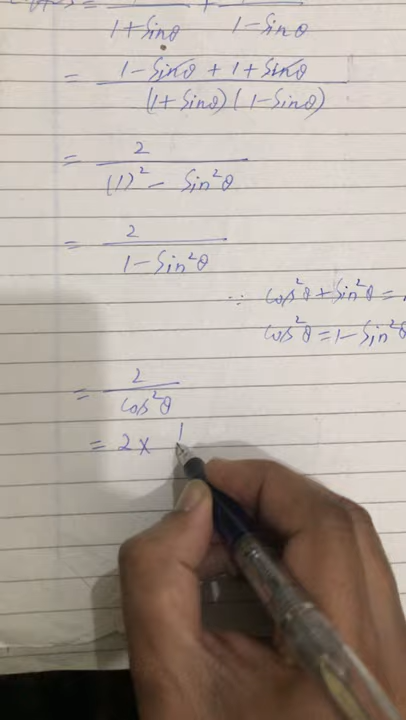 1+Sinθ 1-Sinθ
= 1-Sinθ + 1+Sinθ
(1+Sinθ)(1-Sinθ)
= 2
(1)² - Sin²θ
= 2
1-Sin²θ
∵ Cos²θ+Sin²θ=
Cos²θ=1-Sin²θ
= 2
Cos²θ
= 2 × 1